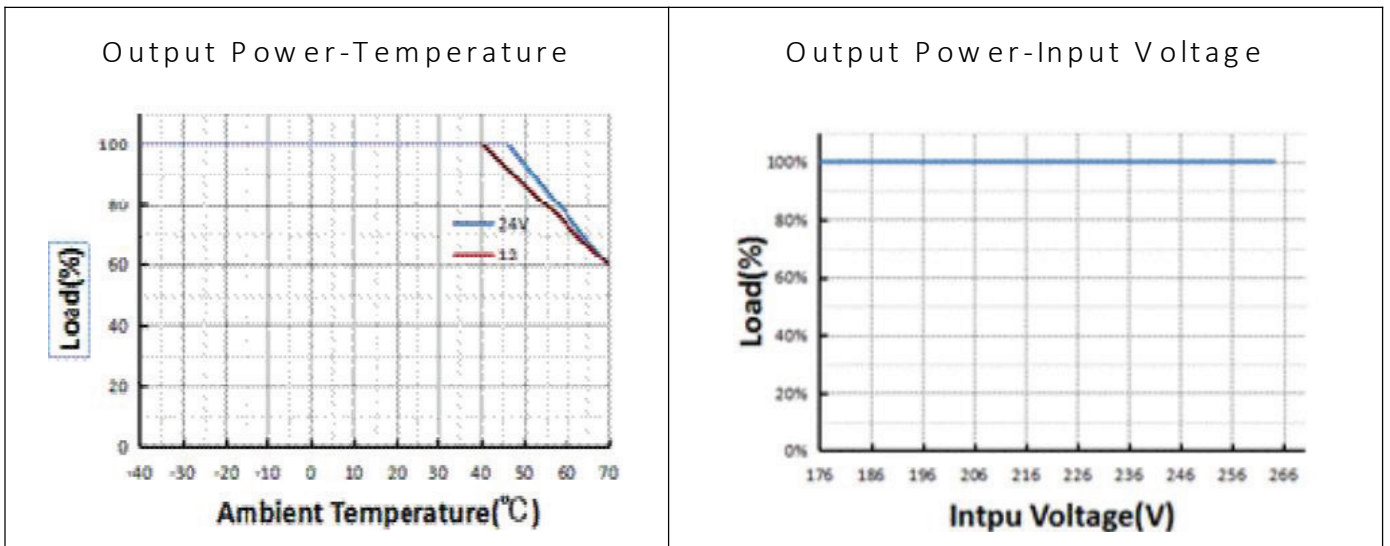 Output Power-Temperature
100
80
60
40
20
0
24V
12
-40 -30 -20 -10 0 10 20 30 40 50 60 70
Load(%)
Ambient Temperature(℃)
Output Power-Input Voltage
100%
80%
60%
40%
20%
0%
176 186 196 206 216 226 236 246 256 266
Load(%)
Intpu Voltage(V)